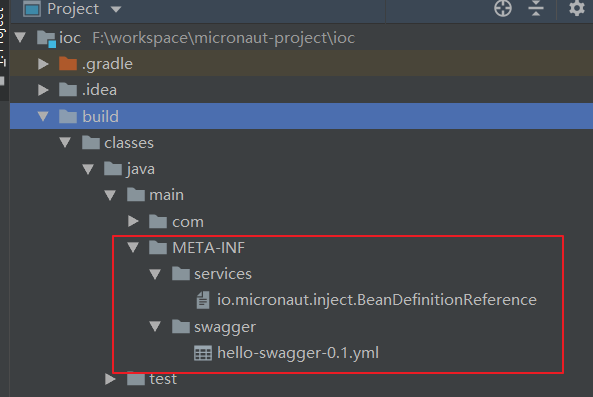 Project
ioc F:\workspace\micronaut-project\ioc
.gradle
.idea
build
classes
java
main
com
META-INF
services
io.micronaut.inject.BeanDefinitionReference
swagger
hello-swagger-0.1.yml
test